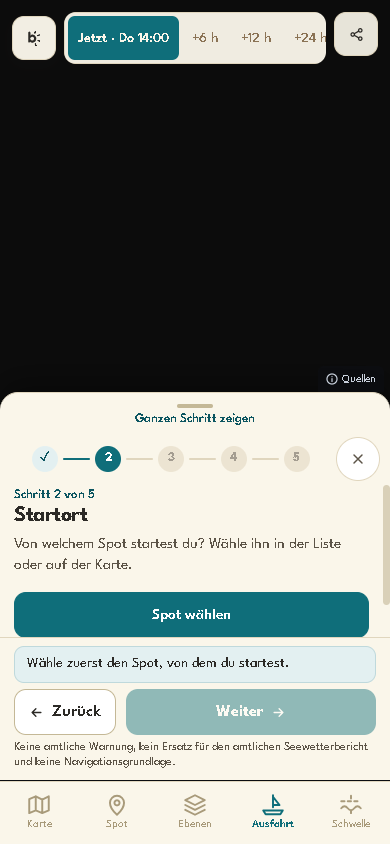 b
Jetzt · Do 14:00 +6 h +12 h +24 h
Quellen
Ganzen Schritt zeigen
✓ 2 3 4 5
Schritt 2 von 5
Startort
Von welchem Spot startest du? Wähle ihn in der Liste
oder auf der Karte.
Spot wählen
Wähle zuerst den Spot, von dem du startest.
← Zurück Weiter →
Keine amtliche Warnung, kein Ersatz für den amtlichen Seewetterbericht
und keine Navigationsgrundlage.
Karte Spot Ebenen Ausfahrt Schwelle